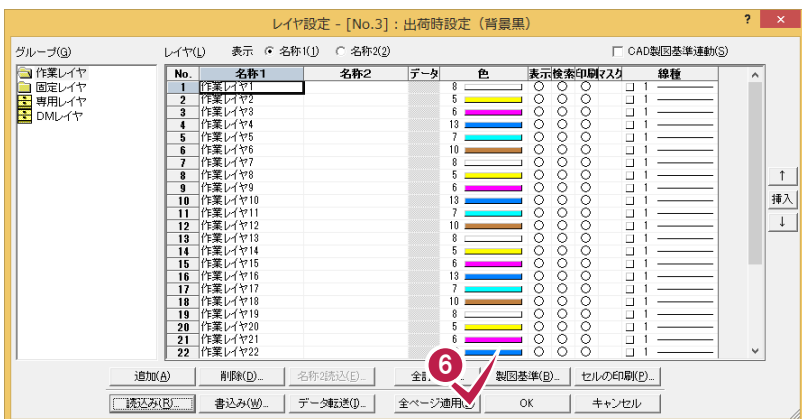 レイヤ設定 - [No.3] : 出荷時設定（背景黒） ? ×
グループ(G) レイヤ(L) 表示 名称1(1) 名称2(2) CAD製図基準連動(S)
作業レイヤ
固定レイヤ
専用レイヤ
DMレイヤ
No. 名称1 名称2 データ 色 表示 検索 印刷 マスク 線種
1 作業レイヤ1 8 1
2 作業レイヤ2 5 1
3 作業レイヤ3 6 1
4 作業レイヤ4 13 1
5 作業レイヤ5 7 1
6 作業レイヤ6 10 1
7 作業レイヤ7 8 1
8 作業レイヤ8 5 1
9 作業レイヤ9 6 1
10 作業レイヤ10 13 1
11 作業レイヤ11 7 1
12 作業レイヤ12 10 1
13 作業レイヤ13 8 1
14 作業レイヤ14 5 1
15 作業レイヤ15 6 1
16 作業レイヤ16 13 1
17 作業レイヤ17 7 1
18 作業レイヤ18 10 1
19 作業レイヤ19 8 1
20 作業レイヤ20 5 1
21 作業レイヤ21 6 1
22 作業レイヤ22 1
↑
挿入
↓
6
追加(A) 削除(D)... 名称2読込(E)... 製図基準(B)... セルの印刷(P)...
読込み(R)... 書込み(W)... データ転送(I)... 全ページ適用 OK キャンセル